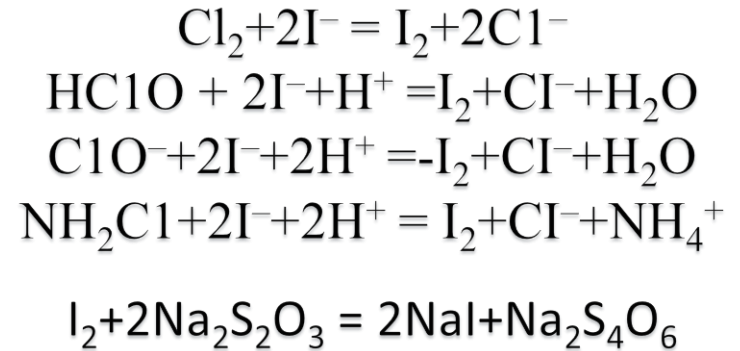 Cl₂+2I⁻ = I₂+2C1⁻
HC1O + 2I⁻+H⁺ =I₂+CI⁻+H₂O
C1O⁻+2I⁻+2H⁺ =-I₂+CI⁻+H₂O
NH₂C1+2I⁻+2H⁺ = I₂+CI⁻+NH₄⁺
I₂+2Na₂S₂O₃ = 2NaI+Na₂S₄O₆